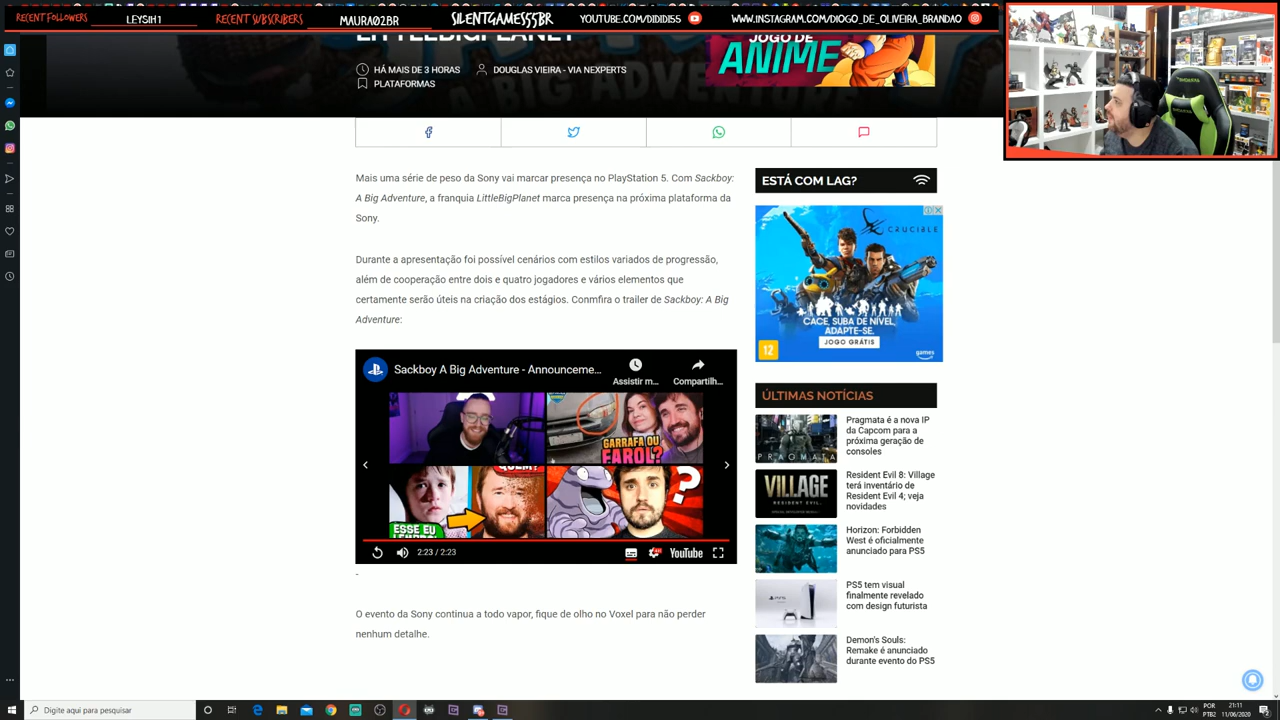 RECENT FOLLOWERS
LEYSIH1
RECENT SUBSCRIBERS
MAURA02BR
SILENTGAMESSSBR
YOUTUBE.COM/DIDIDI55
WWW.INSTAGRAM.COM/DIOGO_DE_OLIVEIRA_BRANDAO
LITTLEBIGPLANET
HÁ MAIS DE 3 HORAS
DOUGLAS VIEIRA - VIA NEXPERTS
PLATAFORMAS
JOGO DE
ANIME
Mais uma série de peso da Sony vai marcar presença no PlayStation 5. Com Sackboy:
A Big Adventure, a franquia LittleBigPlanet marca presença na próxima plataforma da
Sony.
Durante a apresentação foi possível cenários com estilos variados de progressão,
além de cooperação entre dois e quatro jogadores e vários elementos que
certamente serão úteis na criação dos estágios. Conmfira o trailer de Sackboy: A Big
Adventure:
Sackboy A Big Adventure - Announceme...
Assistir m...
Compartilh...
GARRAFA OU
FAROL?
QUEM?
ESSE EU
?
2:23 / 2:23
YouTube
-
O evento da Sony continua a todo vapor, fique de olho no Voxel para não perder
nenhum detalhe.
ESTÁ COM LAG?
CRUCIBLE
CACE, SUBA DE NÍVEL,
ADAPTE-SE.
JOGO GRÁTIS
12
games
ÚLTIMAS NOTÍCIAS
PRAGMATA
Pragmata é a nova IP
da Capcom para a
próxima geração de
consoles
VILLAGE
RESIDENT EVIL
Resident Evil 8: Village
terá inventário de
Resident Evil 4; veja
novidades
Horizon: Forbidden
West é oficialmente
anunciado para PS5
PS5 tem visual
finalmente revelado
com design futurista
Demon's Souls:
Remake é anunciado
durante evento do PS5
Digite aqui para pesquisar
POR
PTB2
21:11
11/06/2020